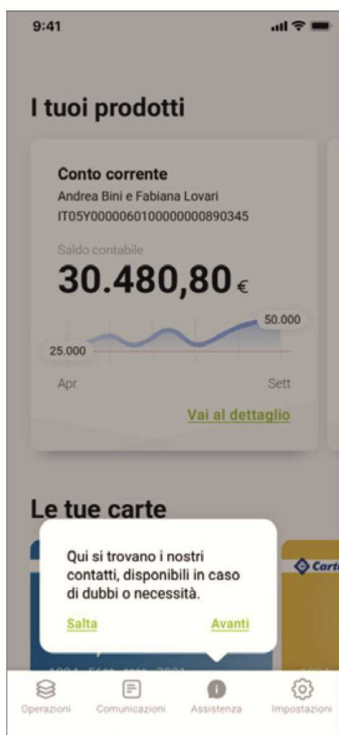 9:41
I tuoi prodotti
Conto corrente
Andrea Bini e Fabiana Lovari
IT05Y0000060100000000890345
Saldo contabile
30.480,80 €
50.000
25.000
Apr Sett
Vai al dettaglio
Le tue carte
Qui si trovano i nostri
contatti, disponibili in caso
di dubbi o necessità.
Salta Avanti
Operazioni Comunicazioni Assistenza Impostazioni